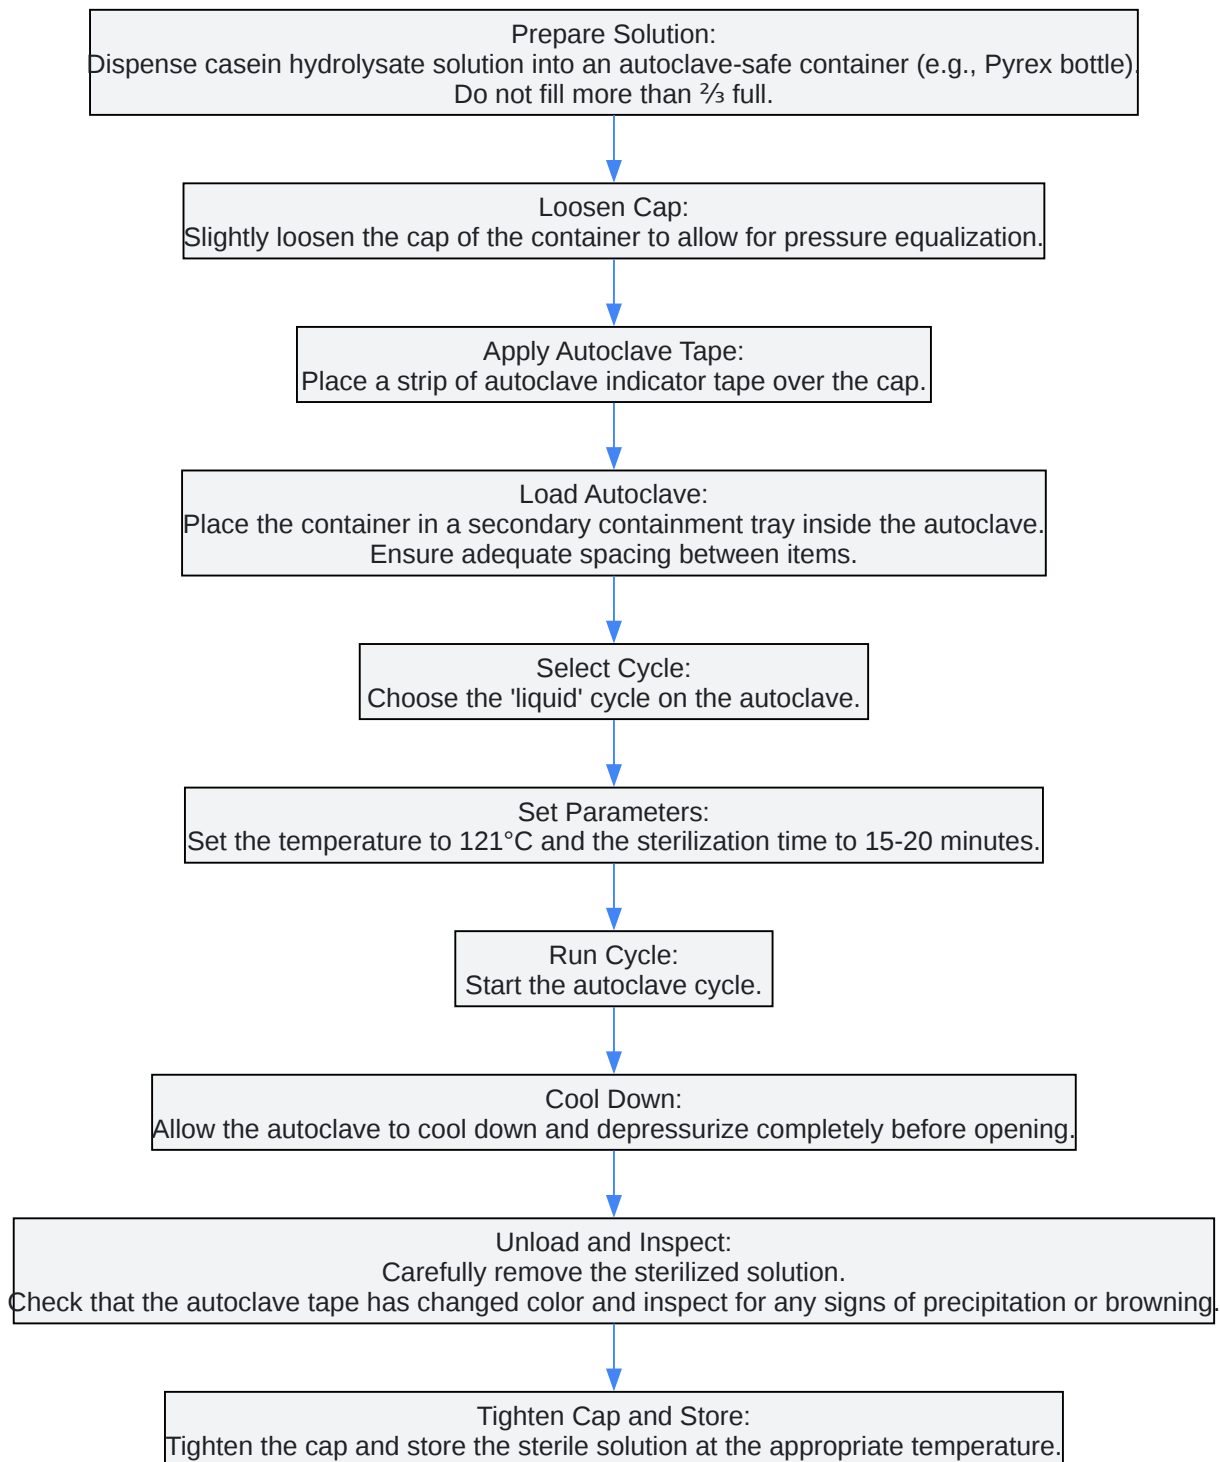 Prepare Solution:
Dispense casein hydrolysate solution into an autoclave-safe container (e.g., Pyrex bottle).
Do not fill more than ⅔ full.
Loosen Cap:
Slightly loosen the cap of the container to allow for pressure equalization.
Apply Autoclave Tape:
Place a strip of autoclave indicator tape over the cap.
Load Autoclave:
Place the container in a secondary containment tray inside the autoclave.
Ensure adequate spacing between items.
Select Cycle:
Choose the 'liquid' cycle on the autoclave.
Set Parameters:
Set the temperature to 121°C and the sterilization time to 15-20 minutes.
Run Cycle:
Start the autoclave cycle.
Cool Down:
Allow the autoclave to cool down and depressurize completely before opening.
Unload and Inspect:
Carefully remove the sterilized solution.
Check that the autoclave tape has changed color and inspect for any signs of precipitation or browning.
Tighten Cap and Store:
Tighten the cap and store the sterile solution at the appropriate temperature.